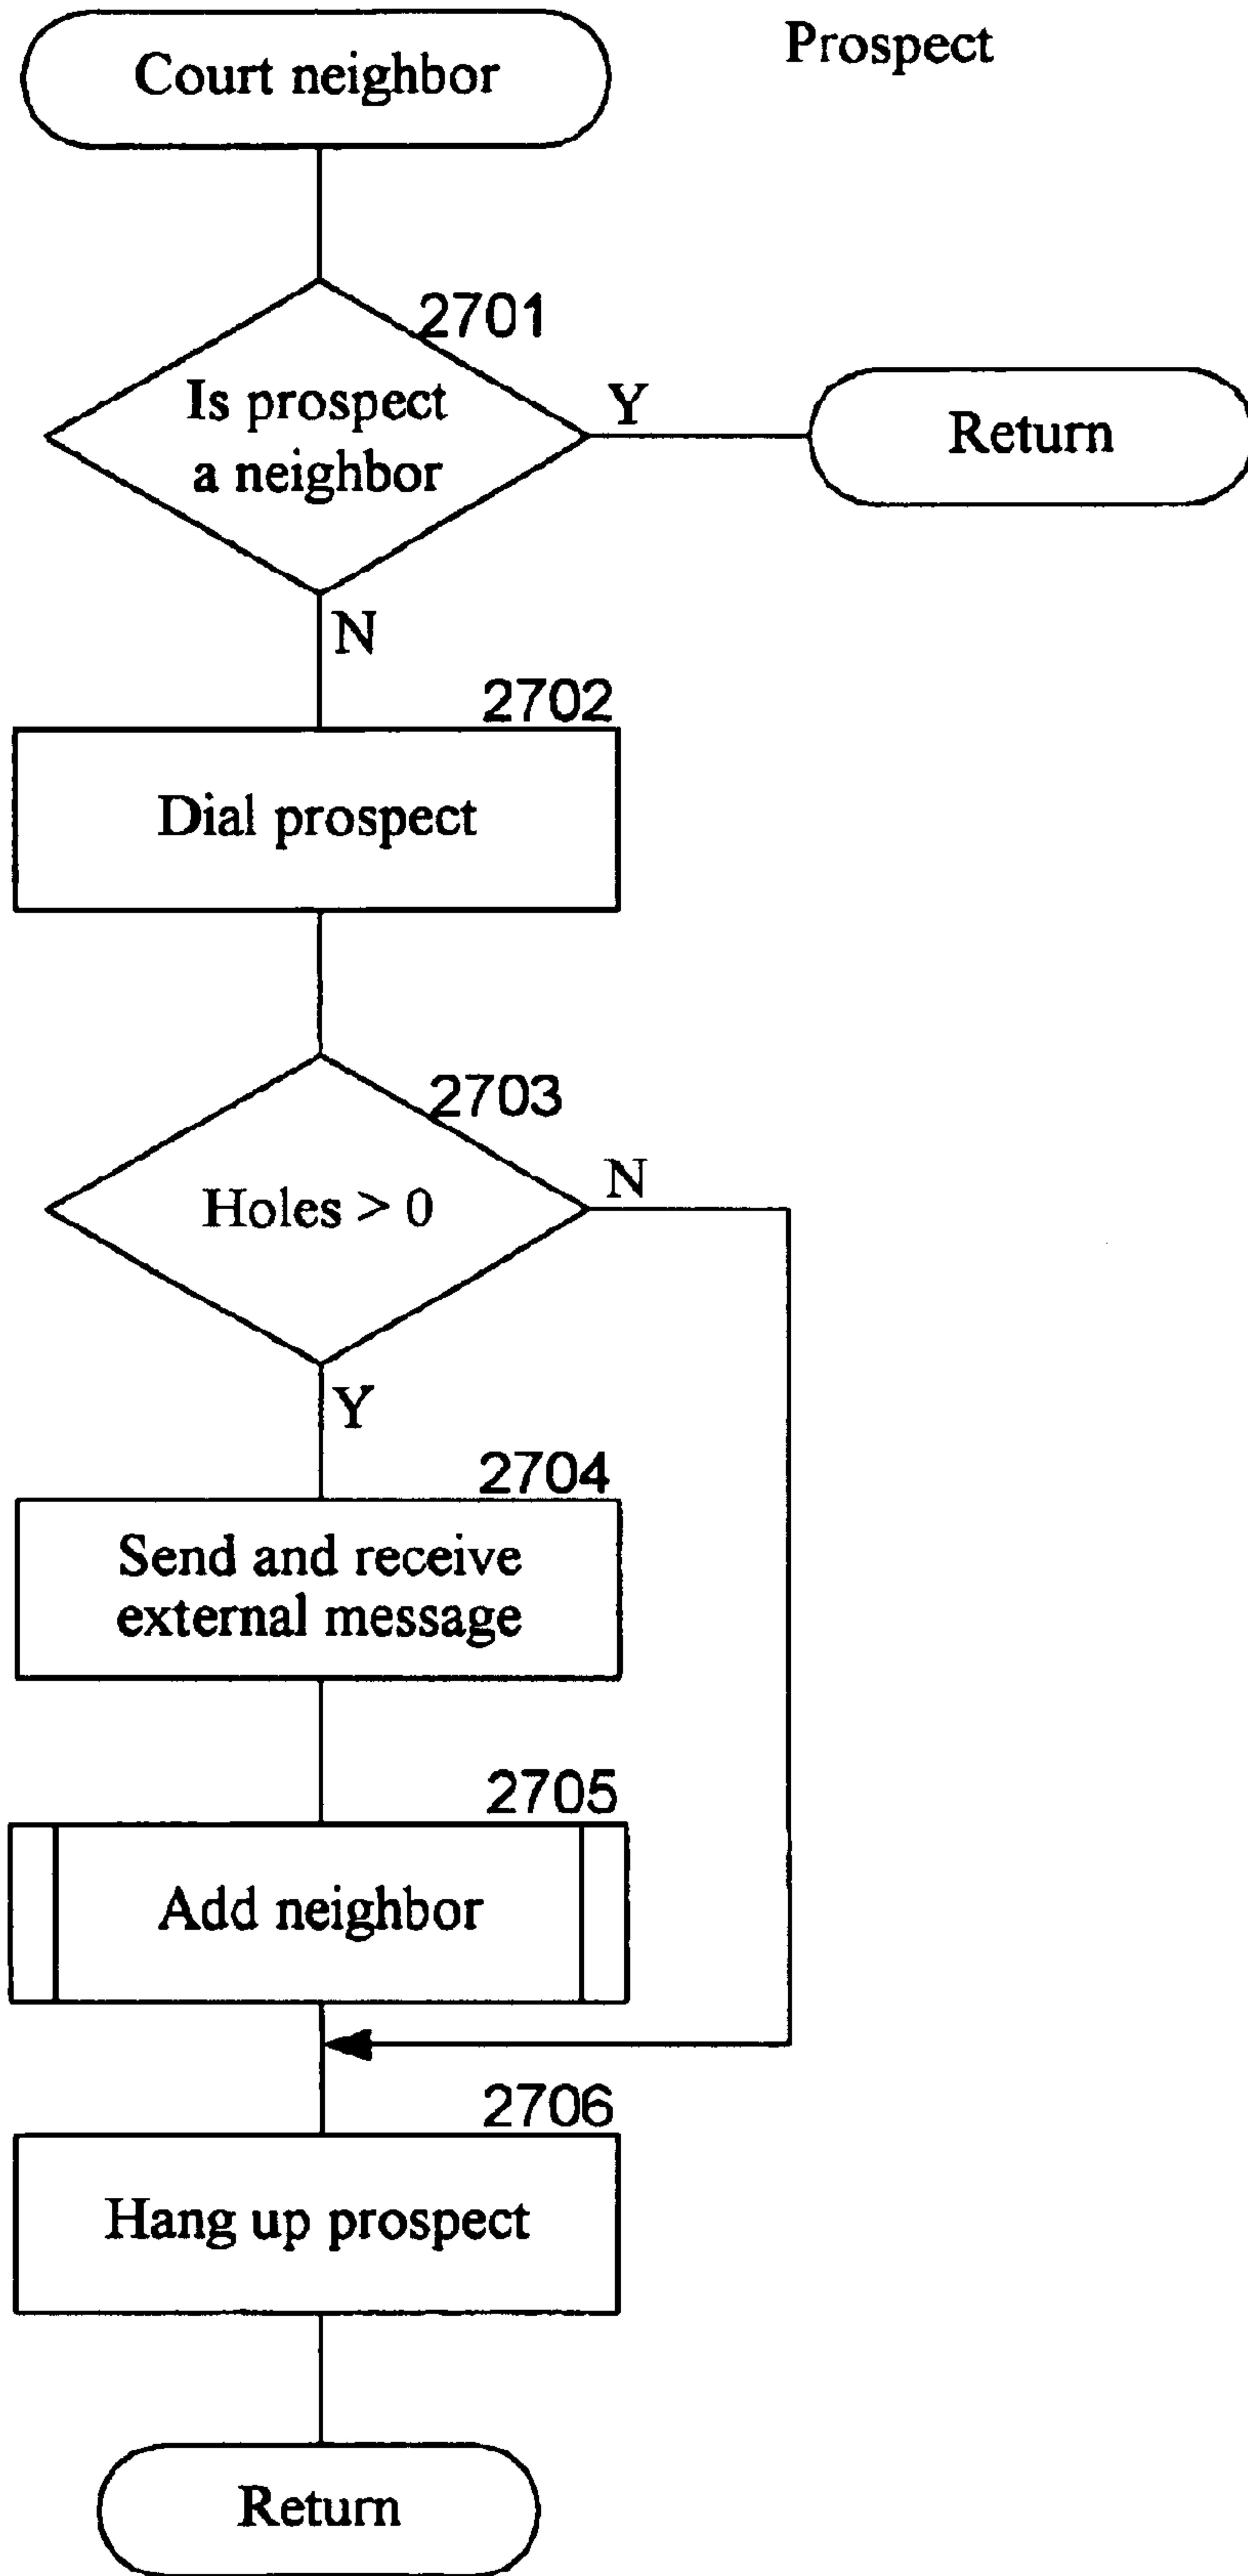 Court neighbor
Prospect
2701
Is prospect
a neighbor
Y
Return
N
2702
Dial prospect
2703
Holes > 0
N
Y
2704
Send and receive
external message
2705
Add neighbor
2706
Hang up prospect
Return